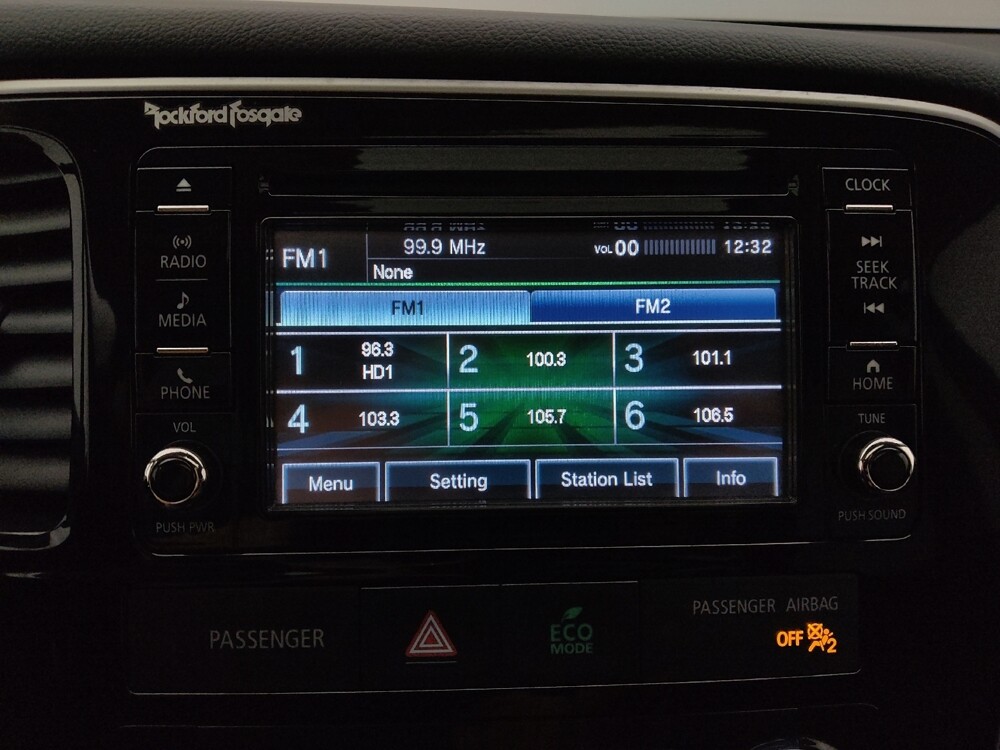 Rockford Fosgate
CLOCK
RADIO
SEEK
TRACK
MEDIA
PHONE
HOME
VOL
TUNE
PUSH PWR
PUSH SOUND
FM1
99.9 MHz
VOL 00
12:32
None
FM1
FM2
1 96.3
HD1
2 100.3
3 101.1
4 103.3
5 105.7
6 106.5
Menu
Setting
Station List
Info
PASSENGER
ECO
MODE
PASSENGER AIRBAG
OFF 2